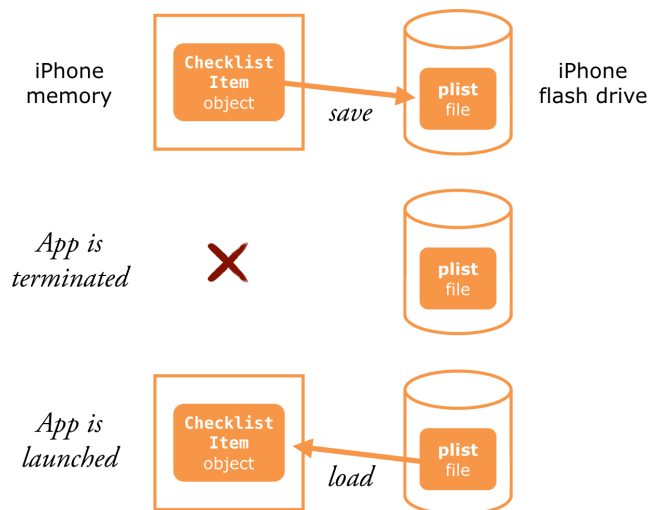 iPhone
memory
Checklist
Item
object
save
plist
file
iPhone
flash drive
App is
terminated
plist
file
App is
launched
Checklist
Item
object
load
plist
file